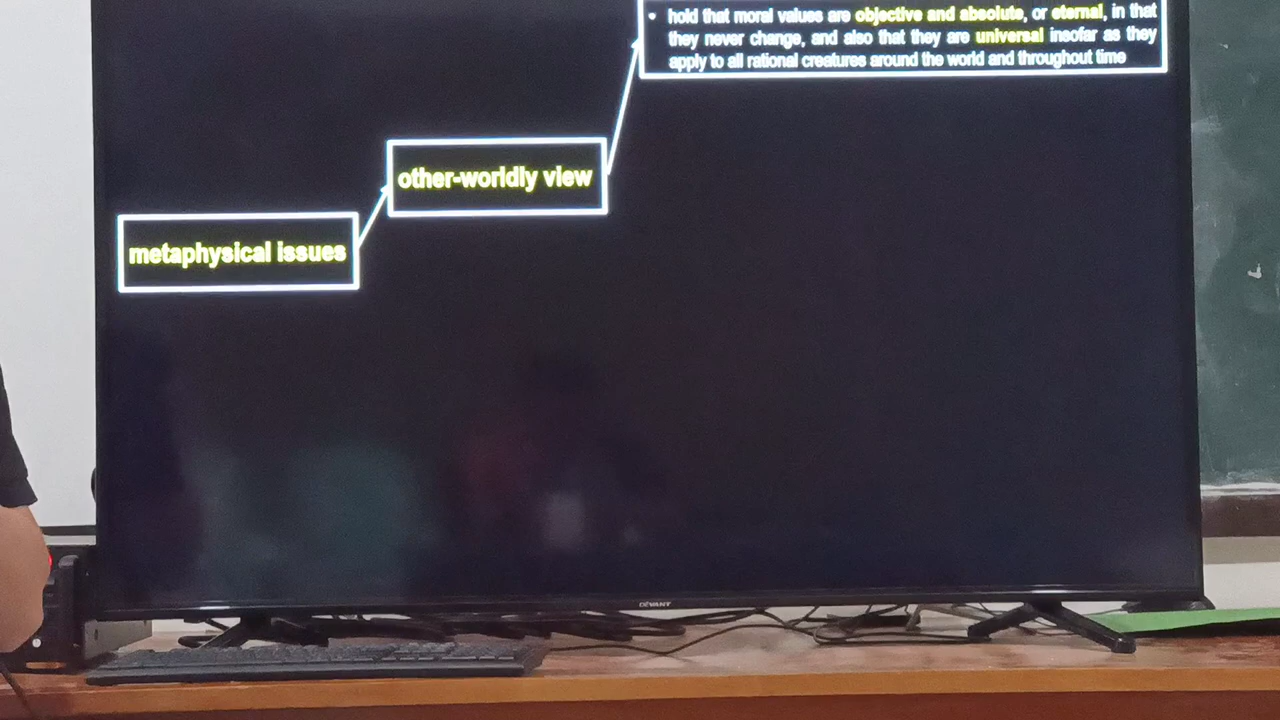 • hold that moral values are objective and absolute, or eternal, in that
they never change, and also that they are universal insofar as they
apply to all rational creatures around the world and throughout time
other-worldly view
metaphysical issues
DEVANT